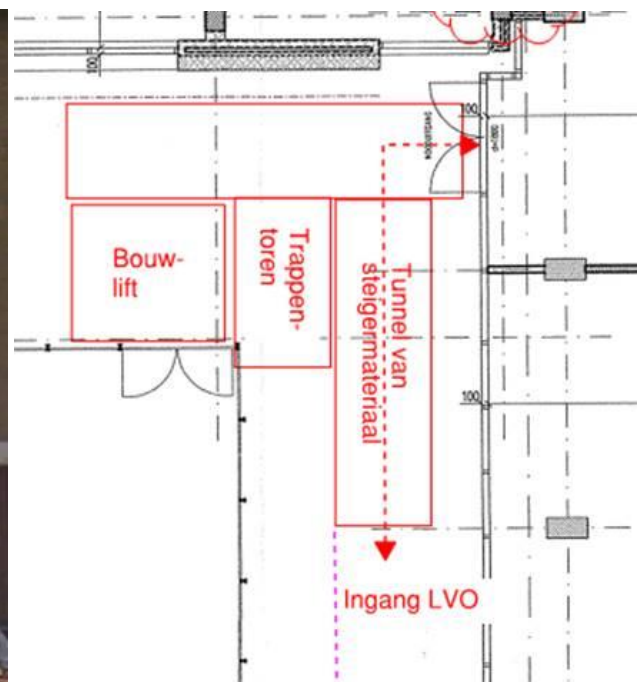 100
100
Bouw-
lift
Trappen-
toren
Tunnel van
steigermateriaal
100
Ingang LVO